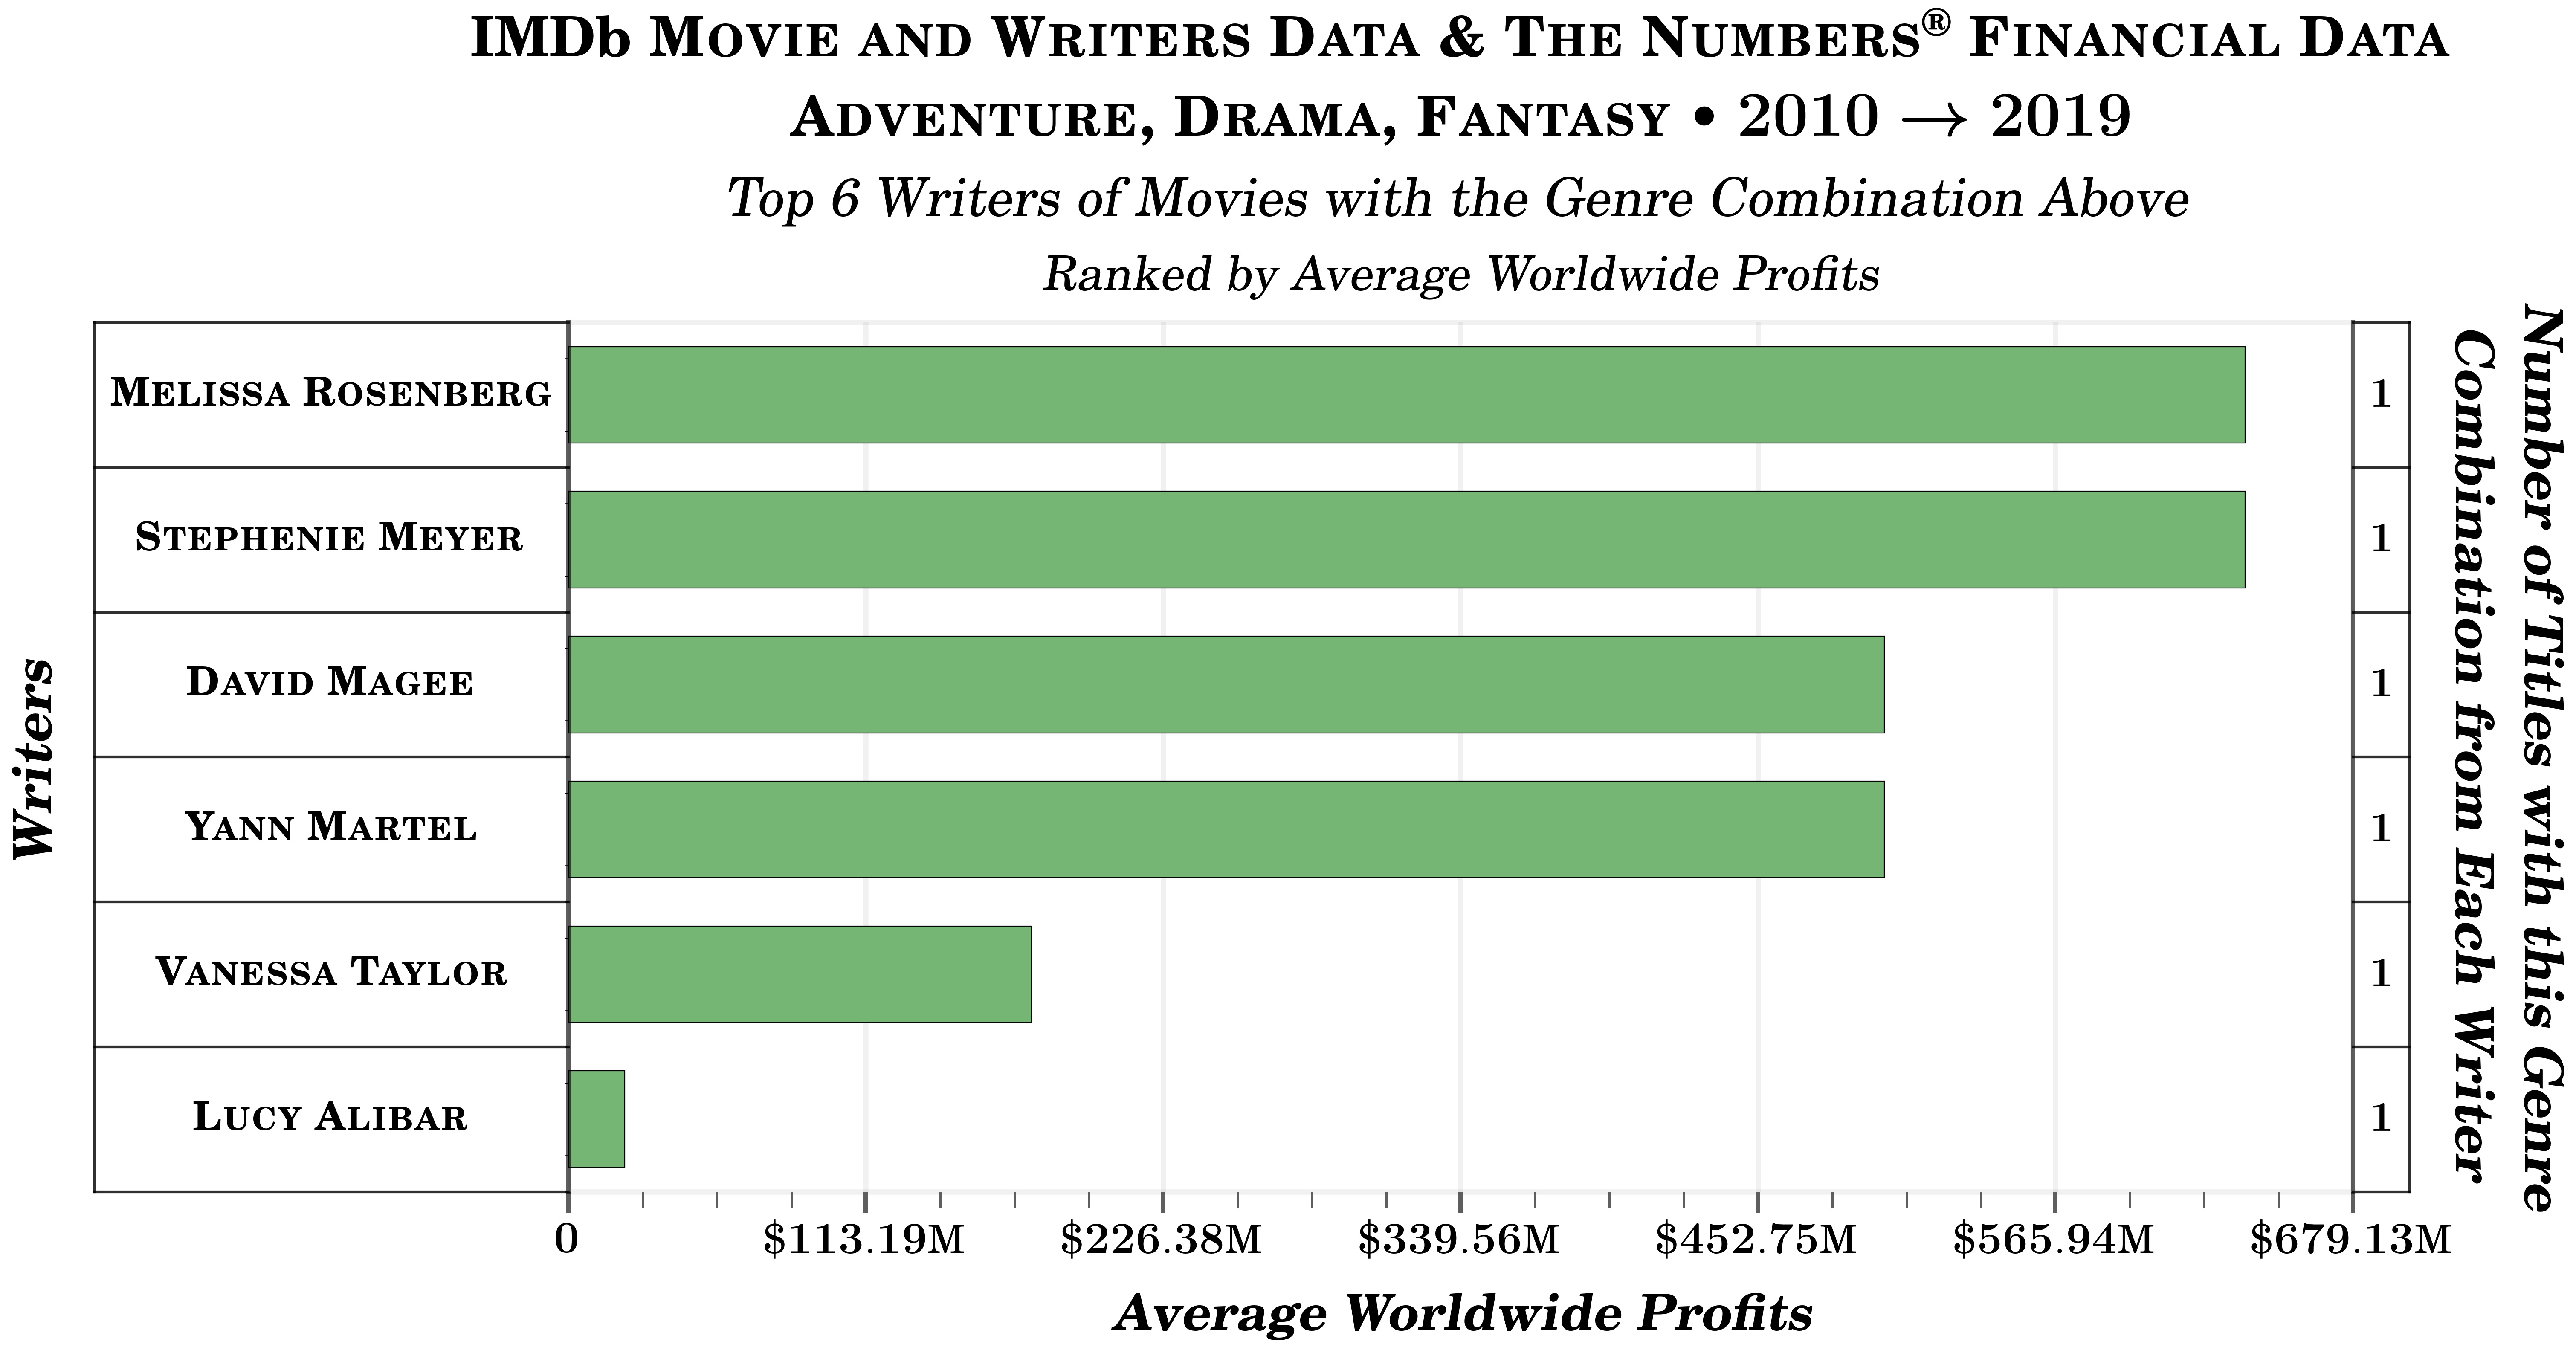 IMDb Movie and Writers Data & The Numbers® Financial Data
Adventure, Drama, Fantasy • 2010 → 2019
Top 6 Writers of Movies with the Genre Combination Above
Ranked by Average Worldwide Profits
Writers
Melissa Rosenberg 1
Stephenie Meyer 1
David Magee 1
Yann Martel 1
Vanessa Taylor 1
Lucy Alibar 1
Number of Titles with this Genre
Combination from Each Writer
0 $113.19M $226.38M $339.56M $452.75M $565.94M $679.13M
Average Worldwide Profits